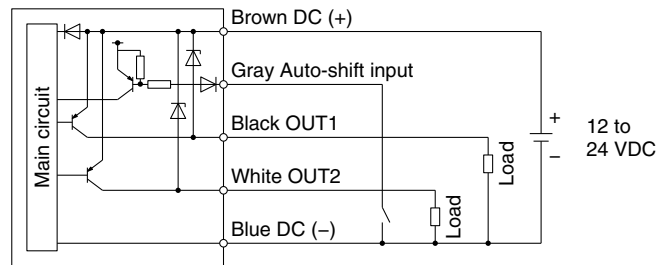 Brown DC (+)
Gray Auto-shift input
Black OUT1
White OUT2
Blue DC (−)
Main circuit
Load
Load
+
−
12 to
24 VDC